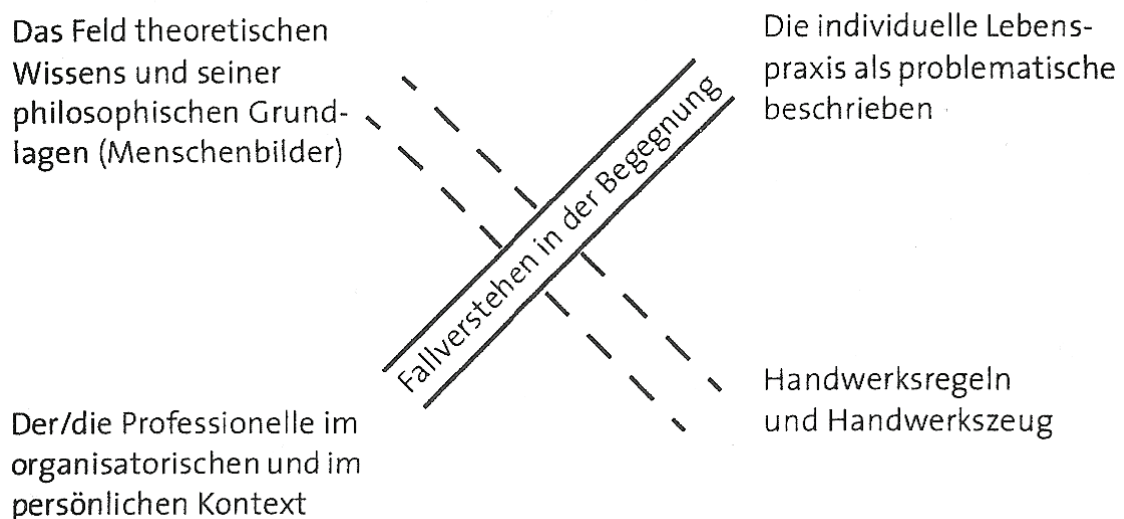 Das Feld theoretischen
Wissens und seiner
philosophischen Grund-
lagen (Menschenbilder)
Die individuelle Lebens-
praxis als problematische
beschrieben
Fallverstehen in der Begegnung
Der/die Professionelle im
organisatorischen und im
persönlichen Kontext
Handwerksregeln
und Handwerkszeug